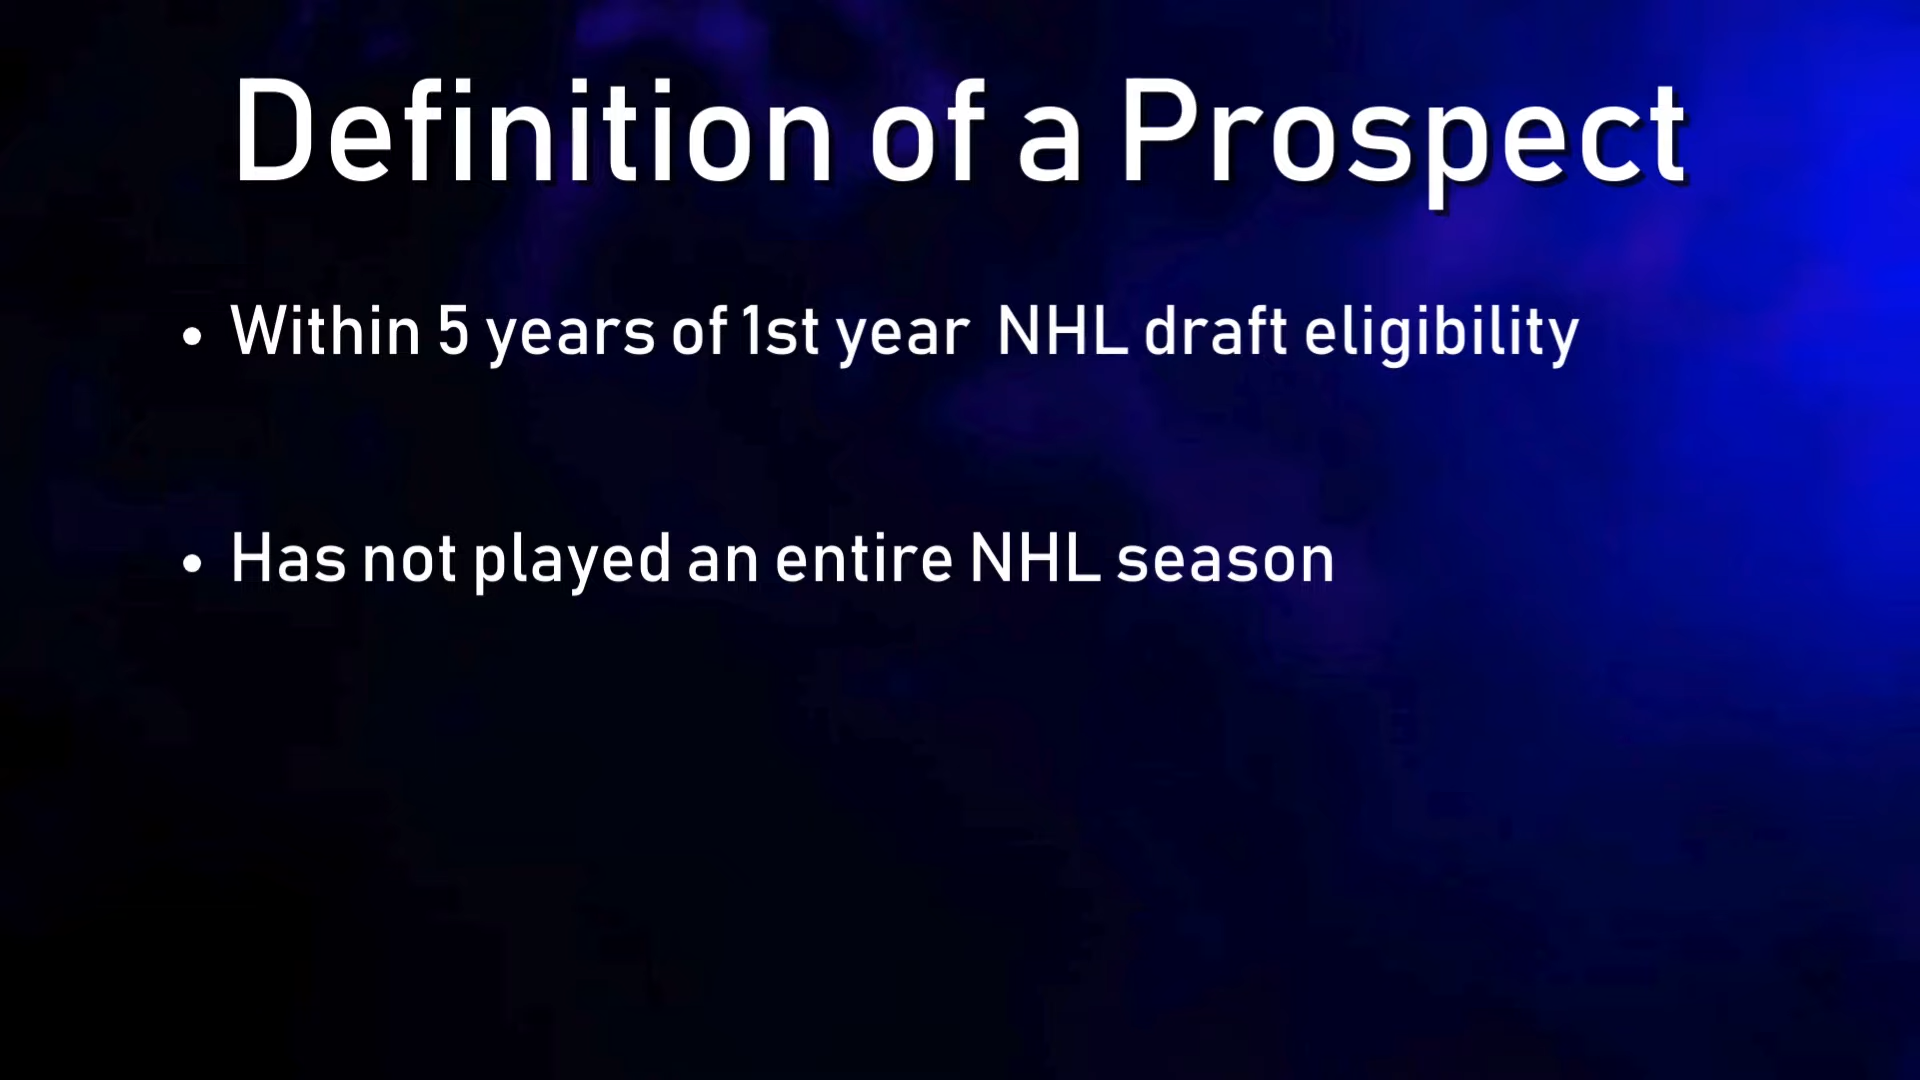 Definition of a Prospect
• Within 5 years of 1st year NHL draft eligibility
• Has not played an entire NHL season